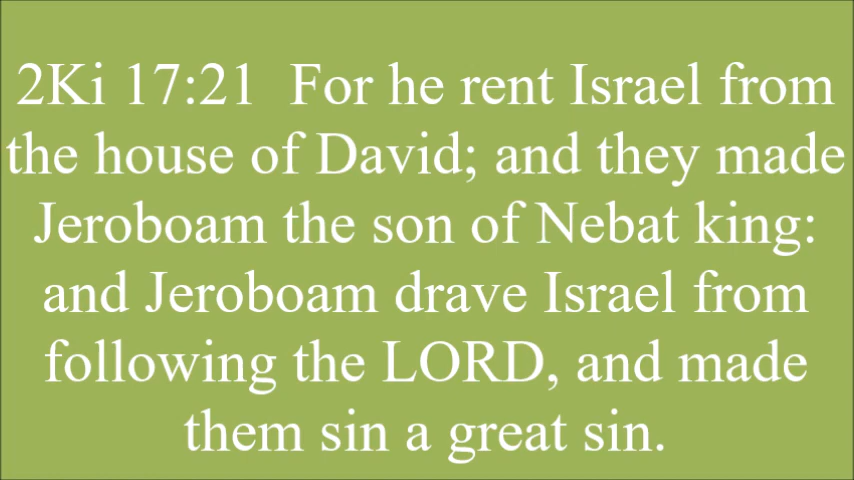 2Ki 17:21  For he rent Israel from
the house of David; and they made
Jeroboam the son of Nebat king:
and Jeroboam drave Israel from
following the LORD, and made
them sin a great sin.